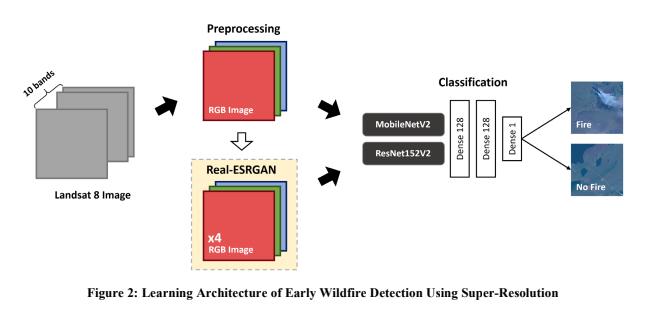 Preprocessing
10 bands
RGB Image
Landsat 8 Image
Real-ESRGAN
x4
RGB Image
Classification
MobileNetV2
ResNet152V2
Dense 128
Dense 128
Dense 1
Fire
No Fire
Figure 2: Learning Architecture of Early Wildfire Detection Using Super-Resolution